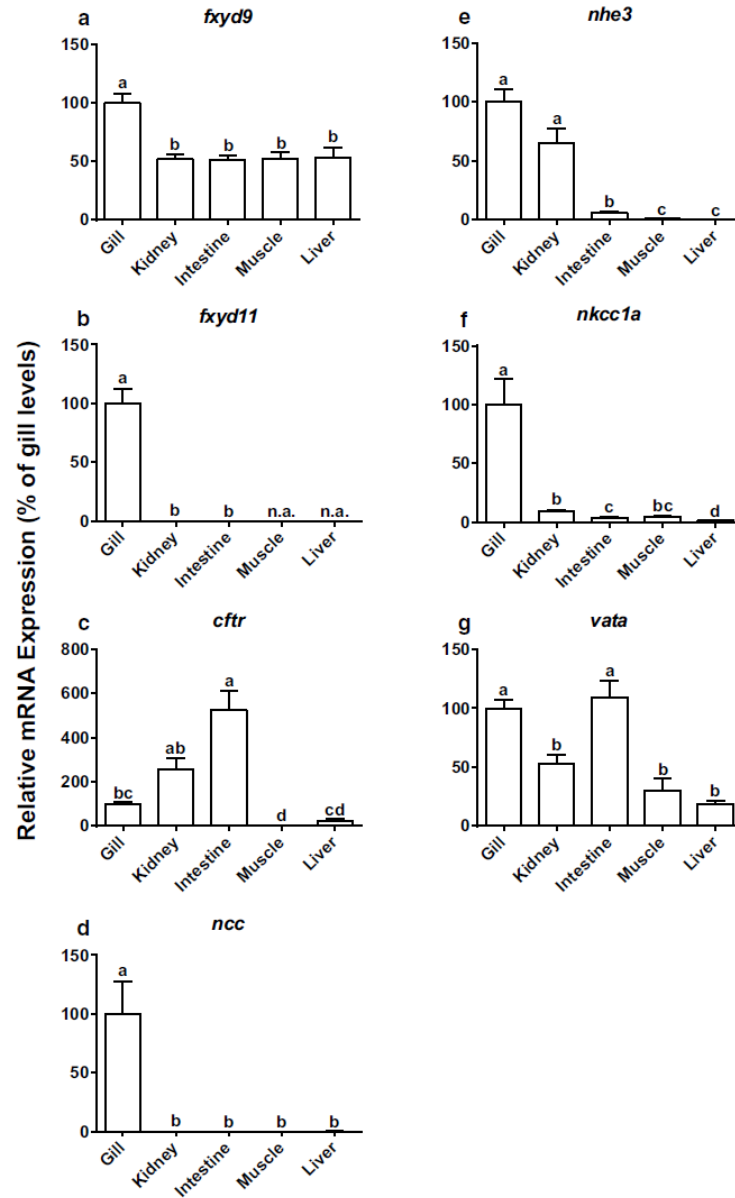 Relative mRNA Expression (% of gill levels)
a
fxyd9
150
100
50
0
a
b
b
b
b
Gill
Kidney
Intestine
Muscle
Liver
b
fxyd11
150
100
50
0
a
b
b
n.a.
n.a.
Gill
Kidney
Intestine
Muscle
Liver
c
cftr
800
600
400
200
0
bc
ab
a
d
cd
Gill
Kidney
Intestine
Muscle
Liver
d
ncc
150
100
50
0
a
b
b
b
b
Gill
Kidney
Intestine
Muscle
Liver
e
nhe3
150
100
50
0
a
a
b
c
c
Gill
Kidney
Intestine
Muscle
Liver
f
nkcc1a
150
100
50
0
a
b
c
bc
d
Gill
Kidney
Intestine
Muscle
Liver
g
vata
150
100
50
0
a
b
a
b
b
Gill
Kidney
Intestine
Muscle
Liver